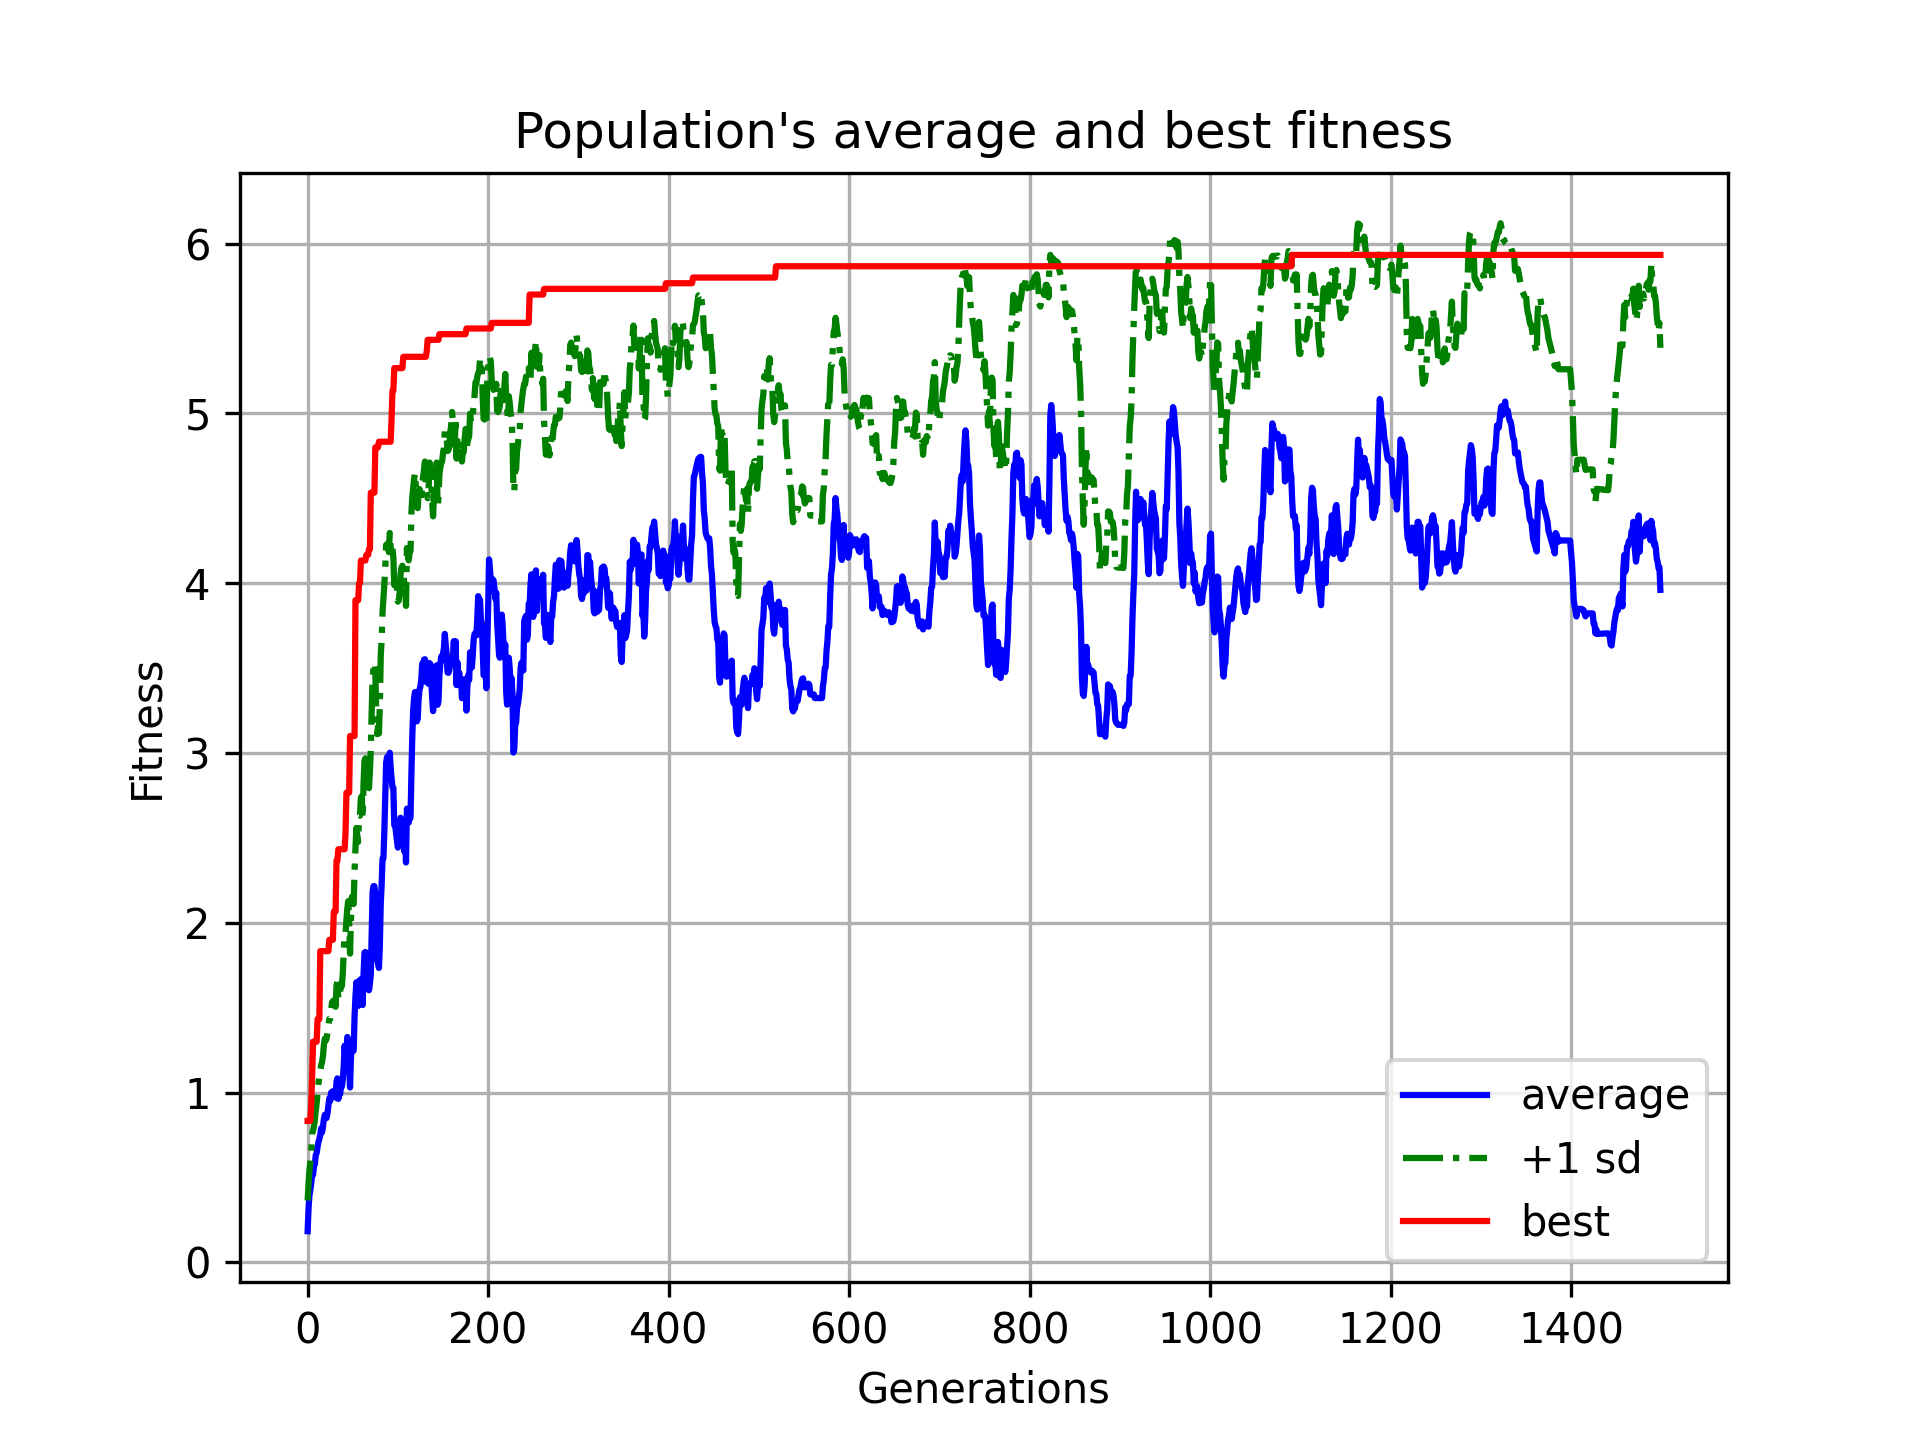 Population's average and best fitness
Fitness
6
5
4
3
2
1
0
0 200 400 600 800 1000 1200 1400
Generations
average
+1 sd
best